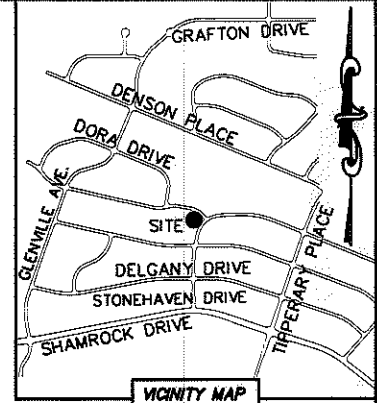 GRAFTON DRIVE
DENSON PLACE
DORA DRIVE
GLENVILLE AVE.
SITE
TIPPERARY PLACE
DELGANY DRIVE
STONEHAVEN DRIVE
SHAMROCK DRIVE
VICINITY MAP